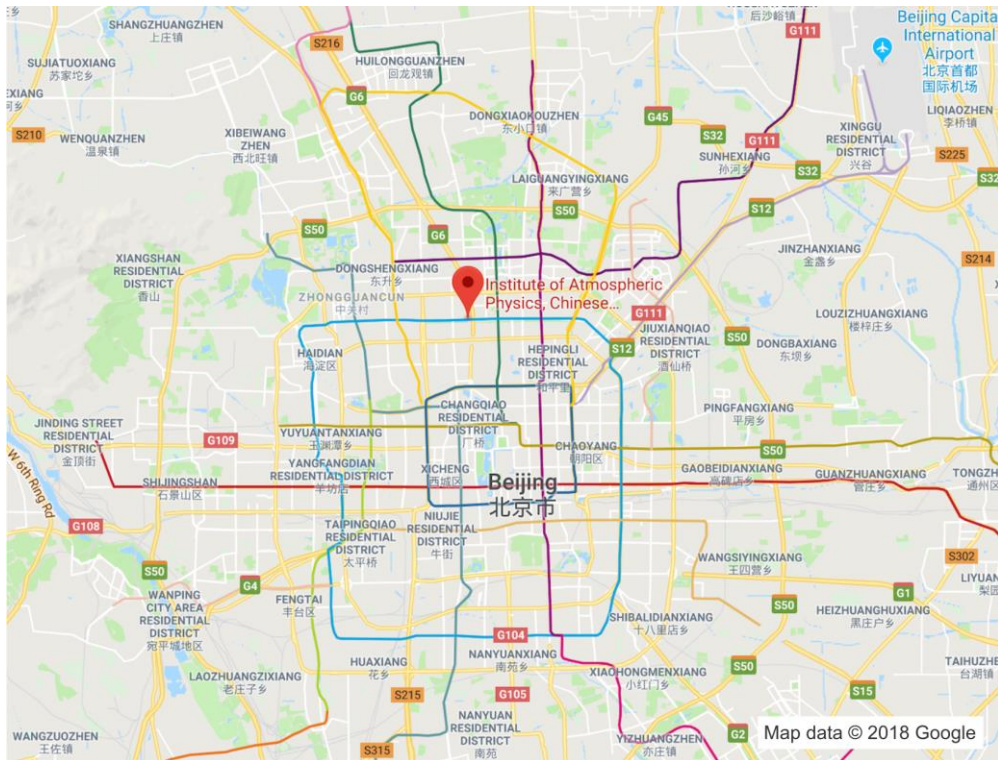 SHANGZHUANGZHEN
上庄镇
S216
HUILONGGUANZHEN
回龙观镇
后沙峪镇
G111
Beijing Capital
International
Airport
北京首都
国际机场
SUJIATUOXIANG
苏家坨乡
G6
DONGXIAOKOUZHEN
东小口镇
G45
S32
XINGGU
RESIDENTIAL
DISTRICT
兴谷
LIQIAOZHEN
李桥镇
S210
WENQUANZHEN
温泉镇
XIBEIWANG
ZHEN
西北旺镇
G111
SUNHEXIANG
孙河乡
S32
S225
S32
LAIGUANGYINGXIANG
来广营乡
S50
S12
S50
G6
XIANGSHAN
RESIDENTIAL
DISTRICT
香山
DONGSHENGXIANG
东升乡
JINZHANXIANG
金盏乡
S214
Institute of Atmospheric
Physics, Chinese...
ZHONGGUANCUN
中关村
G111
LOUZIZHUANGXIANG
楼梓庄乡
JIUXIANQIAO
RESIDENTIAL
DISTRICT
酒仙桥
S50
DONGBAXIANG
东坝乡
S12
HAIDIAN
海淀区
HEPINGLI
RESIDENTIAL
DISTRICT
和平里
CHANGQIAO
RESIDENTIAL
DISTRICT
厂桥
PINGFANGXIANG
平房乡
JINDING STREET
RESIDENTIAL
DISTRICT
金顶街
G109
YUYUANTANXIANG
玉渊潭乡
CHAOYANG
朝阳区
S50
W 6th Ring Rd
YANGFANGDIAN
RESIDENTIAL DISTRICT
羊坊店
XICHENG
西城区
GAOBEIDIANXIANG
高碑店乡
GUANZHUANGXIANG
管庄乡
TONGZH
通州区
SHIJINGSHAN
石景山区
Beijing
北京市
G108
TAIPINGQIAO
RESIDENTIAL
DISTRICT
太平桥
NIUJIE
RESIDENTIAL
DISTRICT
牛街
WANGSIYINGXIANG
王四营乡
S302
S50
G4
LIYUAN
WANPING
CITY AREA
RESIDENTIAL
DISTRICT
宛平城地区
FENGTAI
丰台区
G1
S50
HEIZHUANGHUXIANG
黑庄户乡
SHIBALIDIANXIANG
十八里店乡
G104
NANYUANXIANG
南苑乡
HUAXIANG
花乡
XIAOHONGMENXIANG
小红门乡
S50
TAIHUZHE
台湖镇
LAOZHUANGZIXIANG
老庄子乡
S215
G105
S15
NANYUAN
RESIDENTIAL
DISTRICT
南苑
WANGZUOZHEN
王佐镇
S315
YIZHUANGZHEN
亦庄镇
G2
Map data © 2018 Google